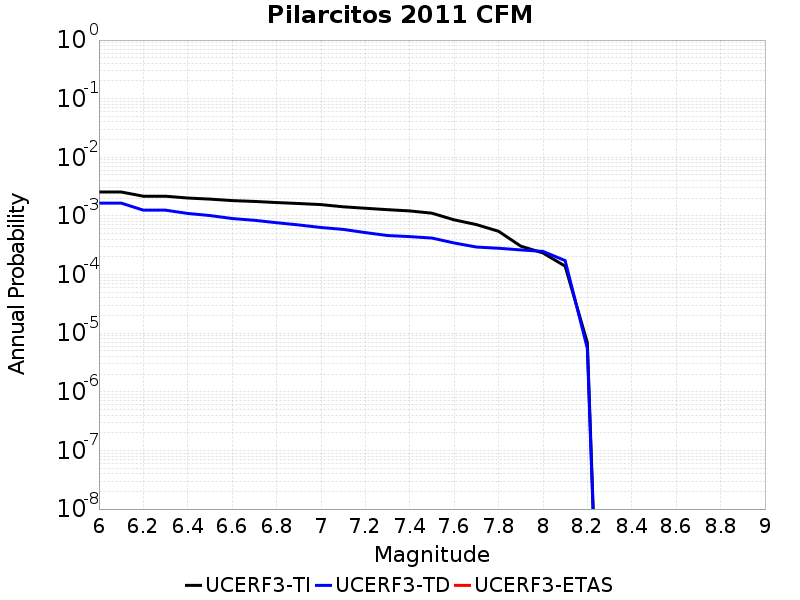 Pilarcitos 2011 CFM
Annual Probability
10^0
10^-1
10^-2
10^-3
10^-4
10^-5
10^-6
10^-7
10^-8
6 6.2 6.4 6.6 6.8 7 7.2 7.4 7.6 7.8 8 8.2 8.4 8.6 8.8 9
Magnitude
UCERF3-TI UCERF3-TD UCERF3-ETAS